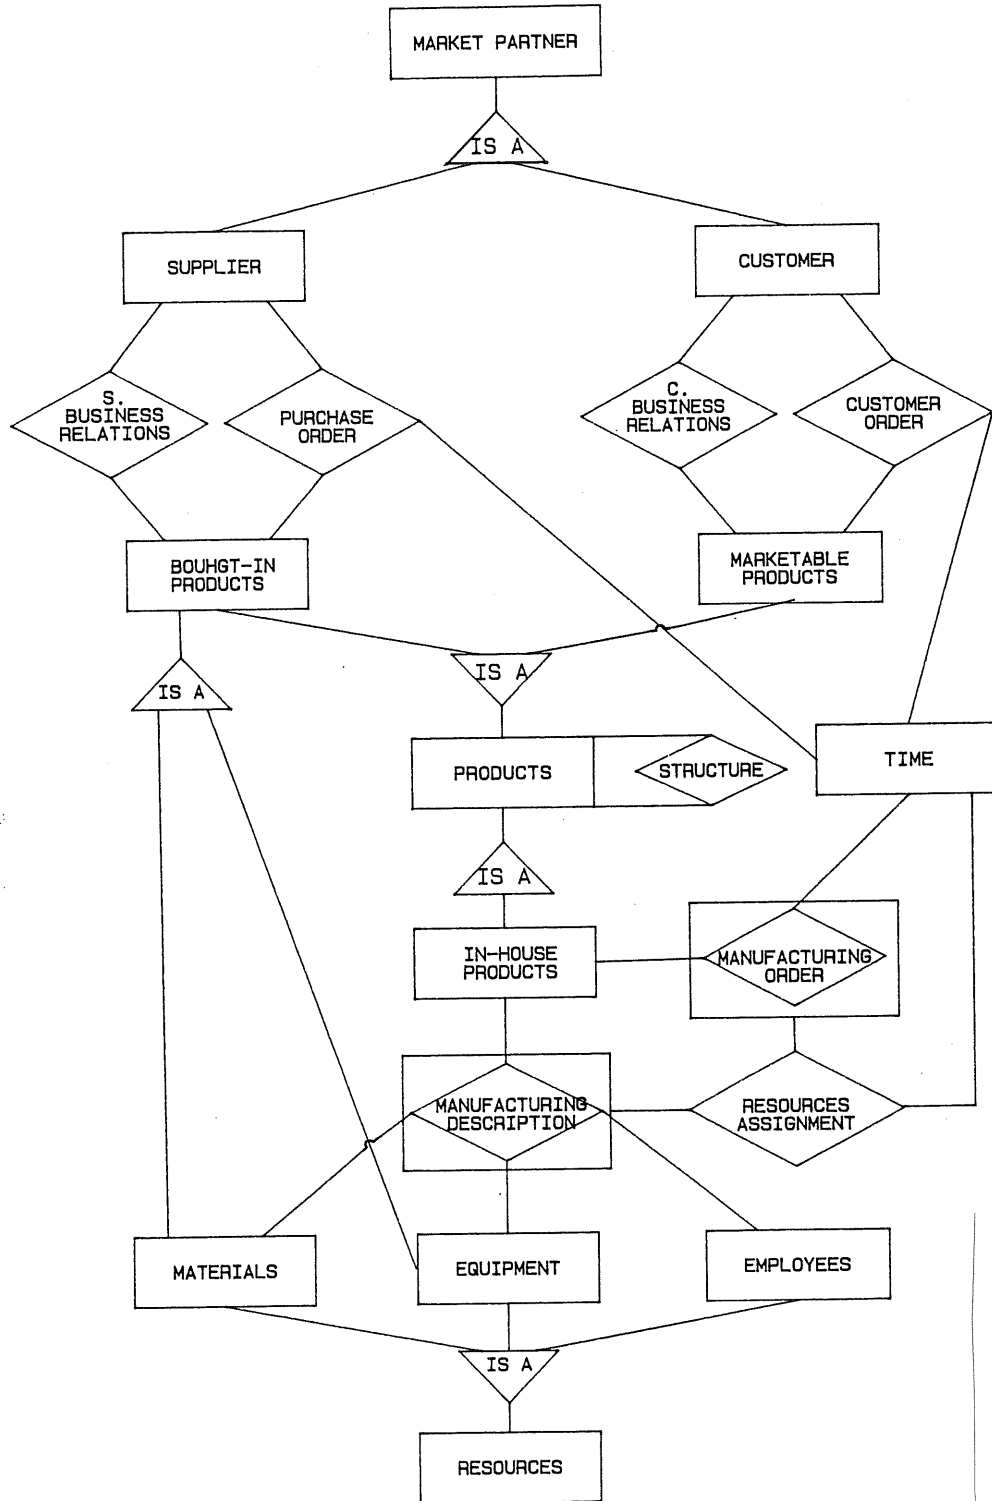 MARKET PARTNER
IS A
SUPPLIER
CUSTOMER
S.
BUSINESS
RELATIONS
PURCHASE
ORDER
C.
BUSINESS
RELATIONS
CUSTOMER
ORDER
BOUHGT-IN
PRODUCTS
MARKETABLE
PRODUCTS
IS A
IS A
PRODUCTS
STRUCTURE
TIME
IS A
IN-HOUSE
PRODUCTS
MANUFACTURING
ORDER
MANUFACTURING
DESCRIPTION
RESOURCES
ASSIGNMENT
MATERIALS
EQUIPMENT
EMPLOYEES
IS A
RESOURCES